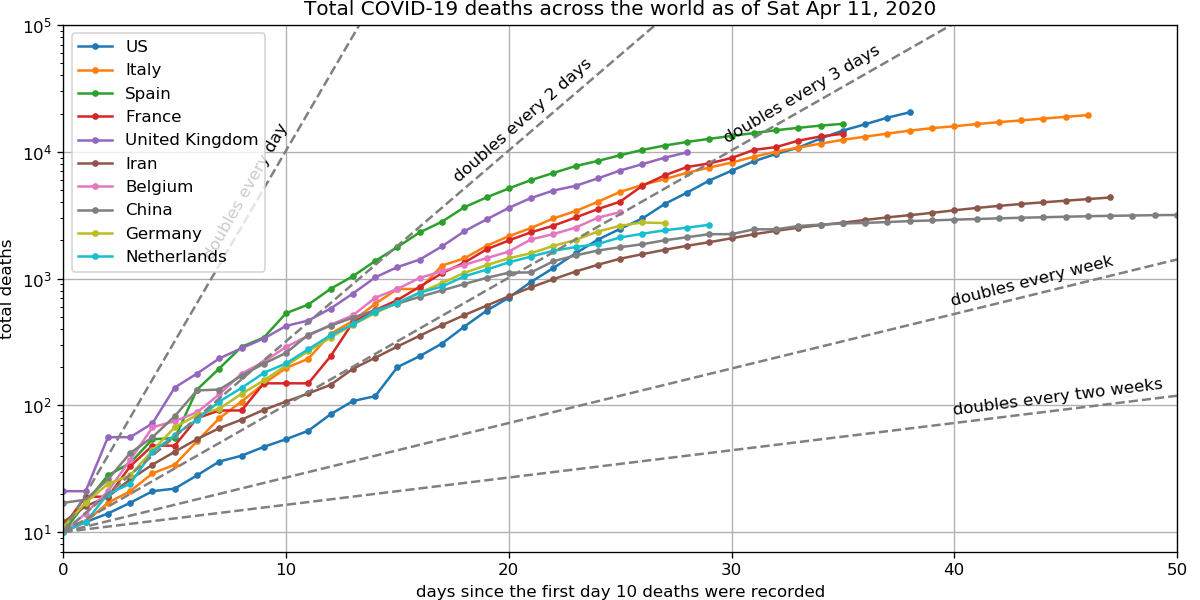 Total COVID-19 deaths across the world as of Sat Apr 11, 2020
10⁵
10⁴
10³
10²
10¹
total deaths
US
Italy
Spain
France
United Kingdom
Iran
Belgium
China
Germany
Netherlands
doubles every day
doubles every 2 days
doubles every 3 days
doubles every week
doubles every two weeks
0
10
20
30
40
50
days since the first day 10 deaths were recorded